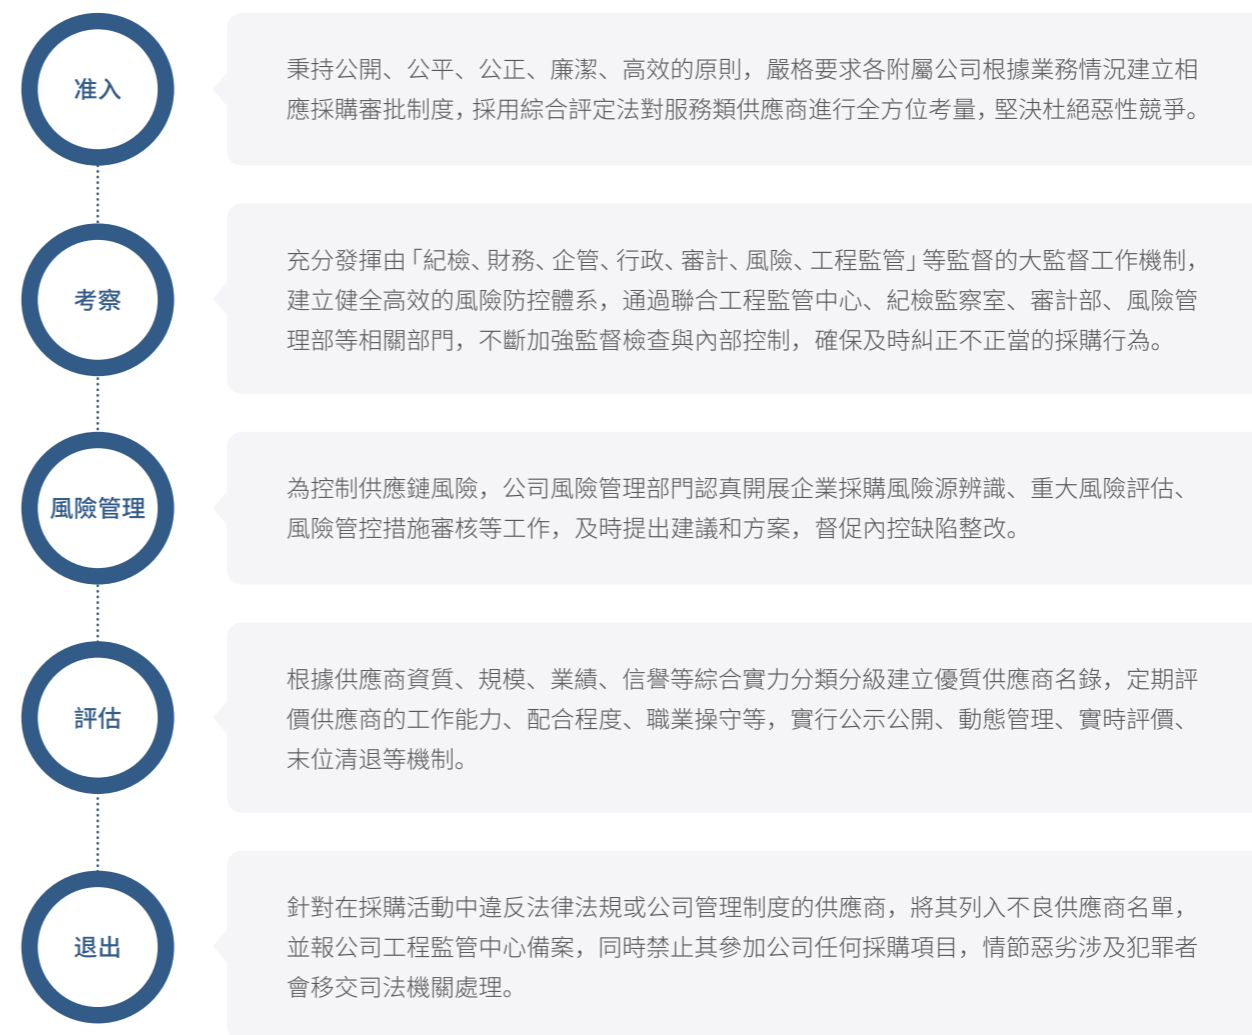 准入
秉持公開、公平、公正、廉潔、高效的原則，嚴格要求各附屬公司根據業務情況建立相
應採購審批制度，採用綜合評定法對服務類供應商進行全方位考量，堅決杜絕惡性競爭。
考察
充分發揮由「紀檢、財務、企管、行政、審計、風險、工程監管」等監督的大監督工作機制，
建立健全高效的風險防控體系，通過聯合工程監管中心、紀檢監察室、審計部、風險管
理部等相關部門，不斷加強監督檢查與內部控制，確保及時糾正不正當的採購行為。
風險管理
為控制供應鏈風險，公司風險管理部門認真開展企業採購風險源辨識、重大風險評估、
風險管控措施審核等工作，及時提出建議和方案，督促內控缺陷整改。
評估
根據供應商資質、規模、業績、信譽等綜合實力分類分級建立優質供應商名錄，定期評
價供應商的工作能力、配合程度、職業操守等，實行公示公開、動態管理、實時評價、
末位清退等機制。
退出
針對在採購活動中違反法律法規或公司管理制度的供應商，將其列入不良供應商名單，
並報公司工程監管中心備案，同時禁止其參加公司任何採購項目，情節惡劣涉及犯罪者
會移交司法機關處理。